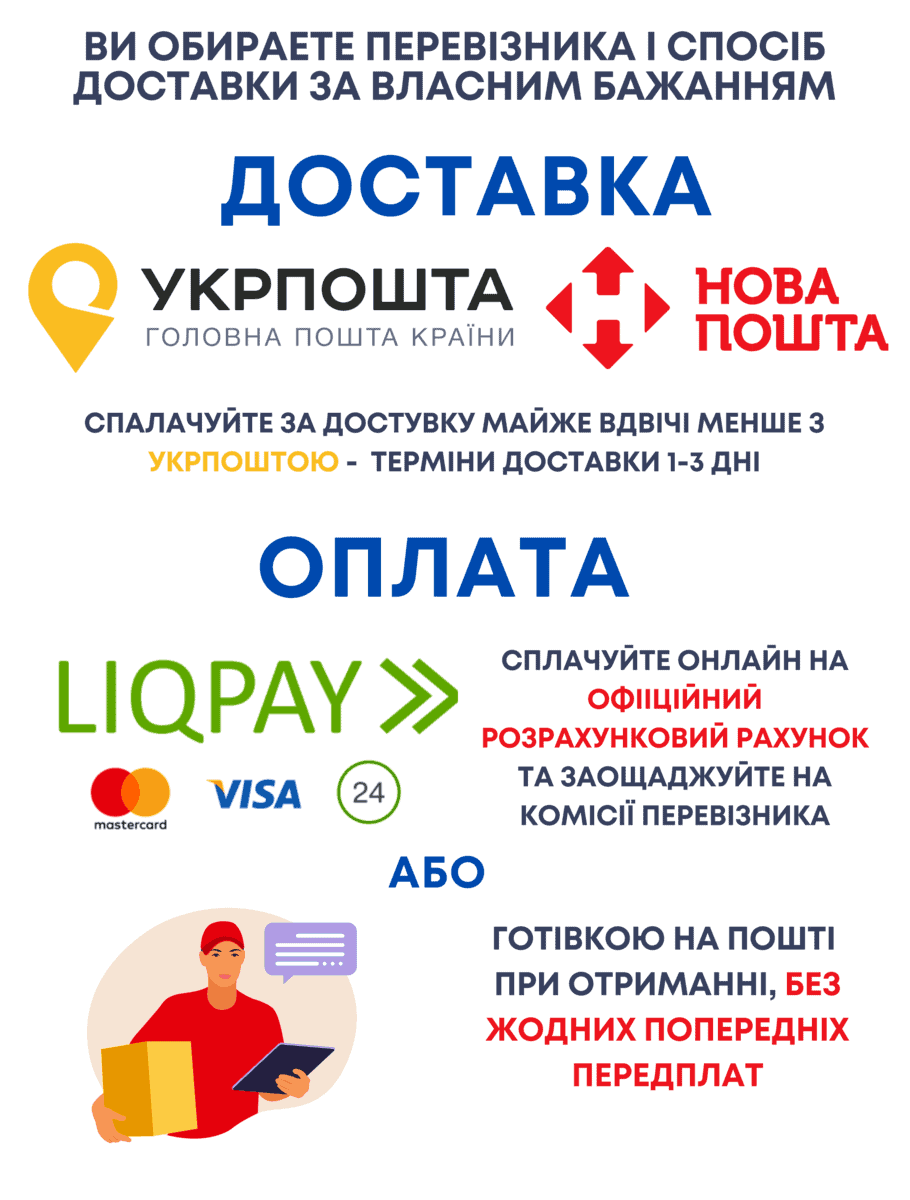 ВИ ОБИРАЕТЕ ПЕРЕВІЗНИКА І СПОСІБ
ДОСТАВКИ ЗА ВЛАСНИМ БАЖАННЯМ
ДОСТАВКА
УКРПОШТА
ГОЛОВНА ПОШТА КРАЇНИ
НОВА
ПОШТА
СПАЛАЧУЙТЕ ЗА ДОСТУВКУ МАЙЖЕ ВДВІЧІ МЕНШЕ З
УКРПОШТОЮ - ТЕРМІНИ ДОСТАВКИ 1-3 ДНІ
ОПЛАТА
LIQPAY
mastercard
VISA
24
СПЛАЧУЙТЕ ОНЛАЙН НА
ОФІІЦІЙНИЙ
РОЗРАХУНКОВИЙ РАХУНОК
ТА ЗАОЩАДЖУЙТЕ НА
КОМІСІЇ ПЕРЕВІЗНИКА
АБО
ГОТІВКОЮ НА ПОШТІ
ПРИ ОТРИМАННІ, БЕЗ
ЖОДНИХ ПОПЕРЕДНІХ
ПЕРЕДПЛАТ